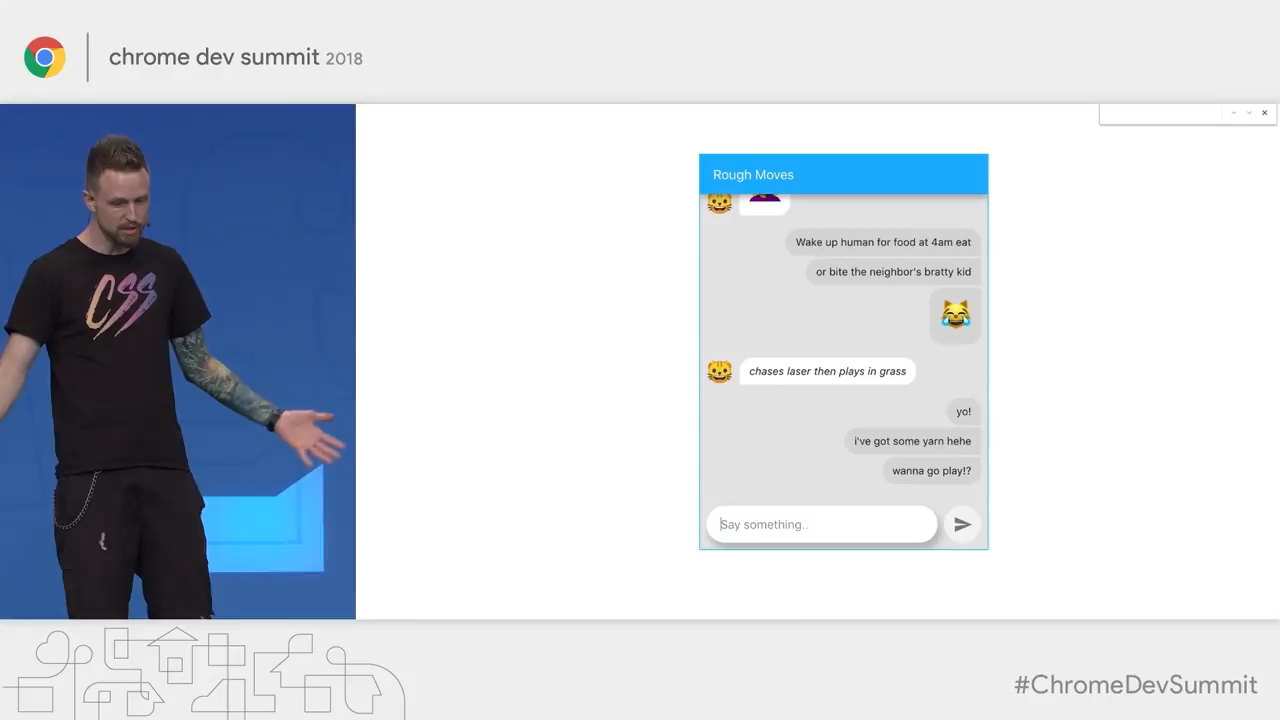 chrome dev summit 2018
CSS
Rough Moves
Wake up human for food at 4am eat
or bite the neighbor's bratty kid
chases laser then plays in grass
yo!
i've got some yarn hehe
wanna go play!?
Say something..
#ChromeDevSummit